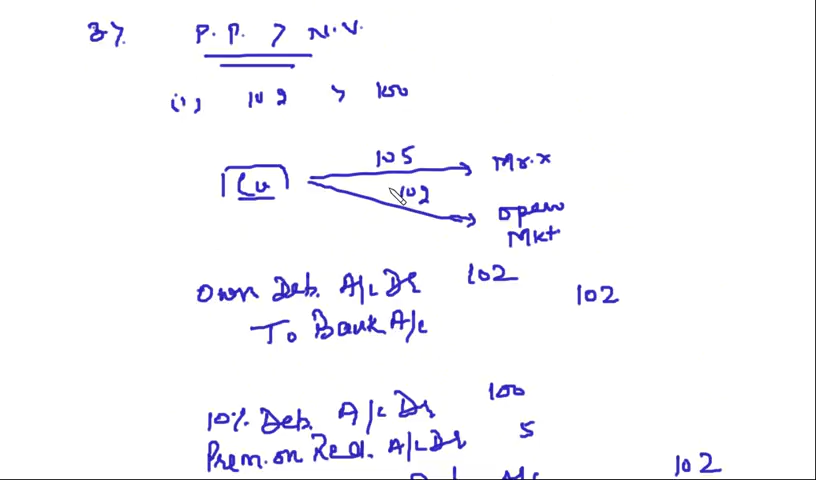 3) P.P. > N.V.
(i) 102 > 100
105 Mr. x
Co 102 open
Mkt
Own Deb. A/c Dr 102
To Bank A/c 102
10% Deb. A/c Dr 100
Prem. on Red. A/c Dr 5
102